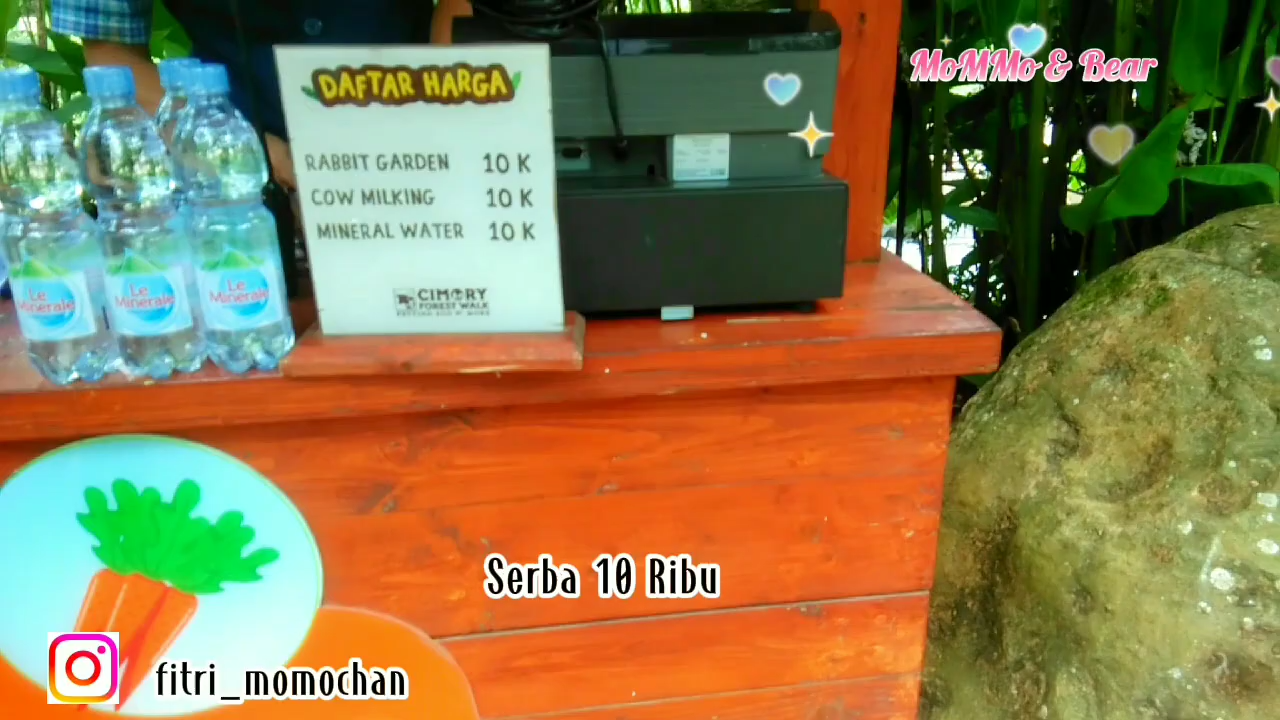 MoMMo & Bear
DAFTAR HARGA
RABBIT GARDEN 10 K
COW MILKING 10 K
MINERAL WATER 10 K
CIMORY
FOREST WALK
Le Minerale
Le Minerale
Le Minerale
Serba 10 Ribu
fitri_momochan